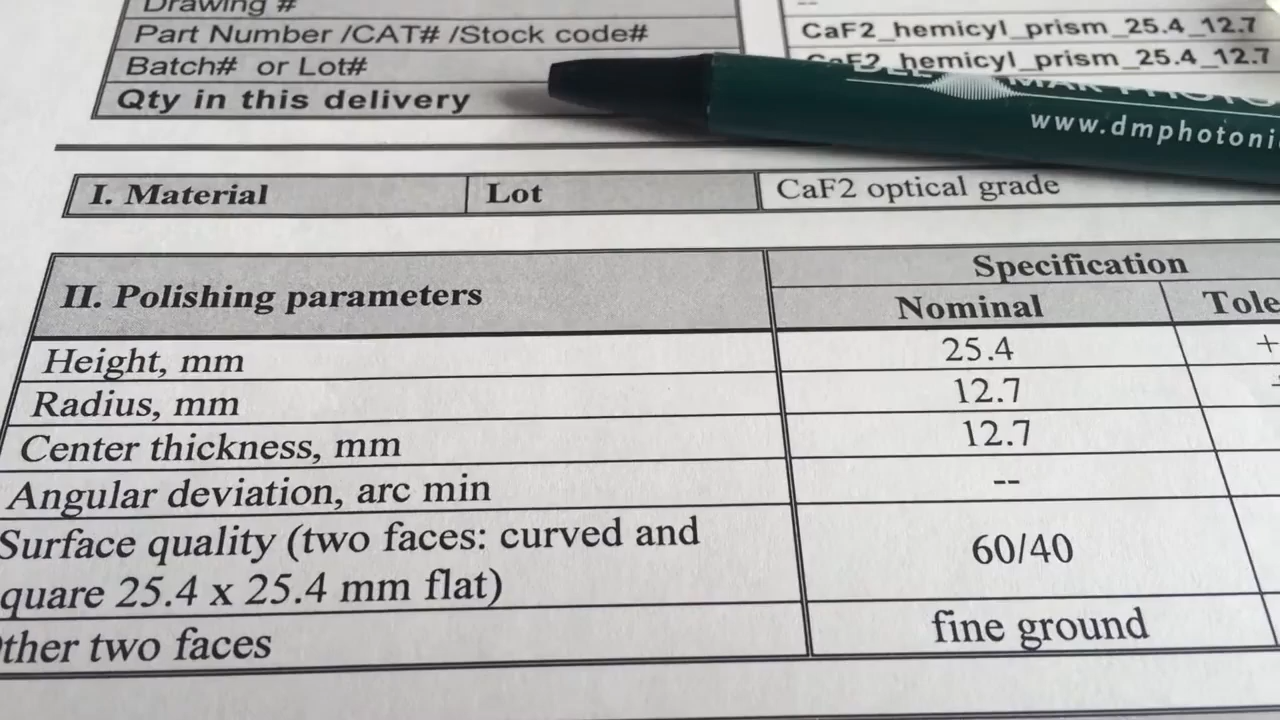 Drawing #
--
Part Number /CAT# /Stock code#
CaF2_hemicyl_prism_25.4_12.7
Batch# or Lot#
CaF2_hemicyl_prism_25.4_12.7
Qty in this delivery
www.dmphotoni
I. Material
Lot
CaF2 optical grade
II. Polishing parameters
Specification
Nominal
Tole
Height, mm
25.4
+
Radius, mm
12.7
Center thickness, mm
12.7
Angular deviation, arc min
--
Surface quality (two faces: curved and
quare 25.4 x 25.4 mm flat)
60/40
ther two faces
fine ground